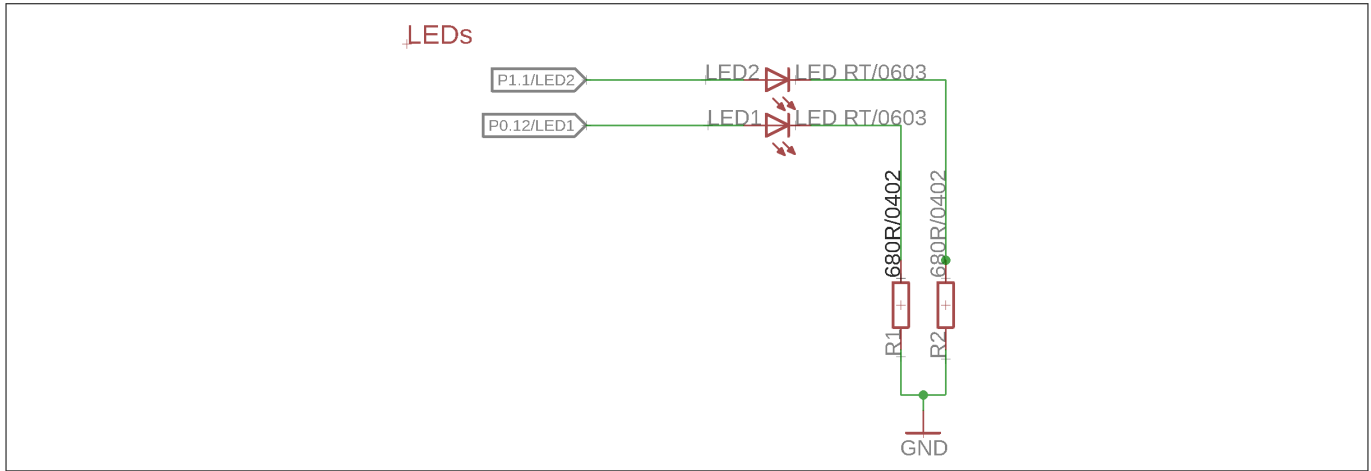 LEDs
P1.1/LED2
LED2
LED RT/0603
P0.12/LED1
LED1
LED RT/0603
680R/0402
680R/0402
R1
R2
GND